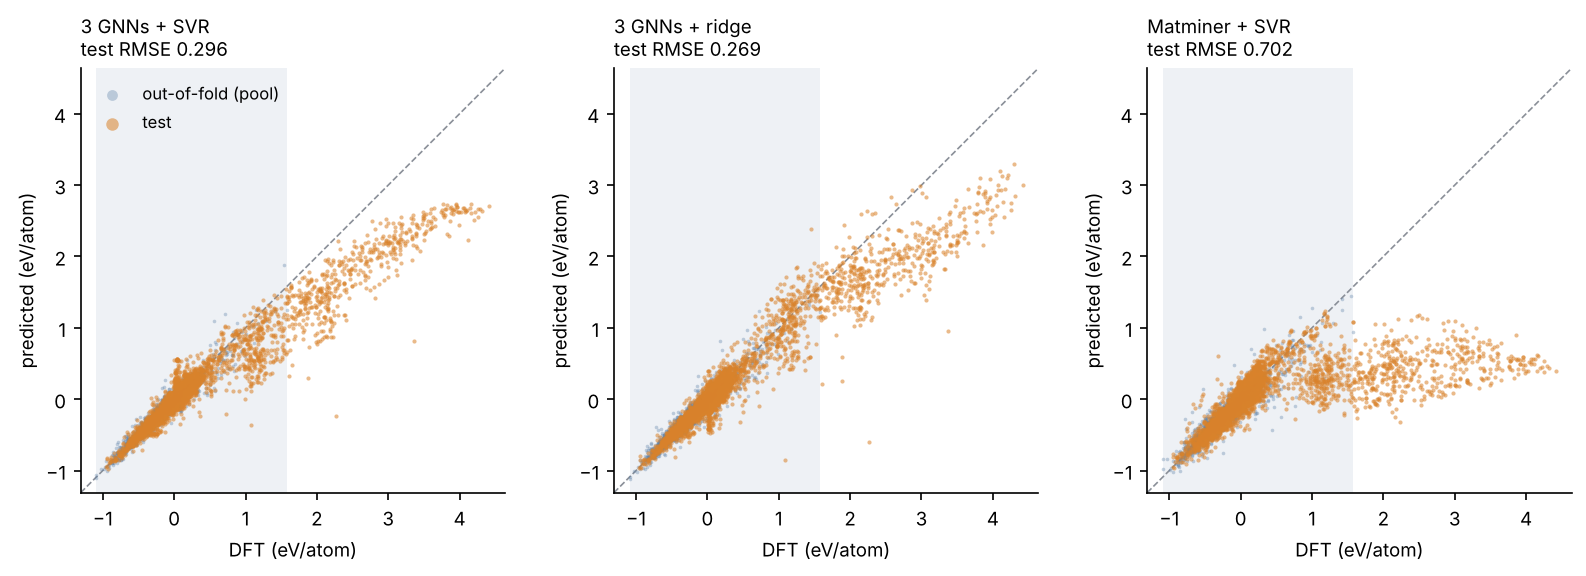 3 GNNs + SVR
test RMSE 0.296
out-of-fold (pool)
test
4
3
2
1
0
−1
predicted (eV/atom)
−1 0 1 2 3 4
DFT (eV/atom)
3 GNNs + ridge
test RMSE 0.269
4
3
2
1
0
−1
predicted (eV/atom)
−1 0 1 2 3 4
DFT (eV/atom)
Matminer + SVR
test RMSE 0.702
4
3
2
1
0
−1
predicted (eV/atom)
−1 0 1 2 3 4
DFT (eV/atom)